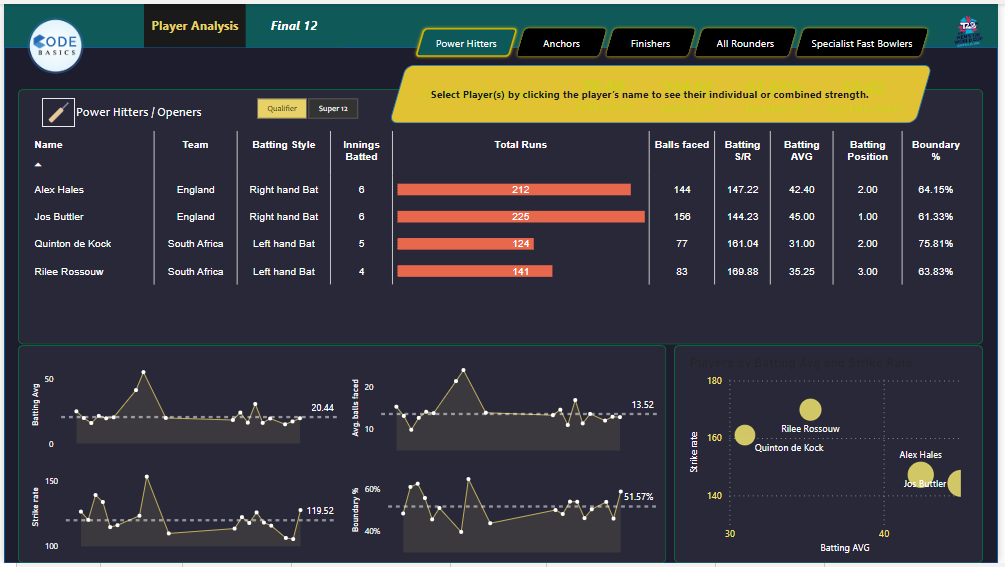 CODE
BASICS
Player Analysis
Final 12
Power Hitters
Anchors
Finishers
All Rounders
Specialist Fast Bowlers
Select Player(s) by clicking the player's name to see their individual or combined strength.
Power Hitters / Openers
Qualifier
Super 12
Name Team Batting Style Innings Batted Total Runs Balls faced Batting S/R Batting AVG Batting Position Boundary %
Alex Hales England Right hand Bat 6 212 144 147.22 42.40 2.00 64.15%
Jos Buttler England Right hand Bat 6 225 156 144.23 45.00 1.00 61.33%
Quinton de Kock South Africa Left hand Bat 5 124 77 161.04 31.00 2.00 75.81%
Rilee Rossouw South Africa Left hand Bat 4 141 83 169.88 35.25 3.00 63.83%
Batting Avg
50
0
20.44
Avg. balls faced
20
10
13.52
Strike rate
150
100
119.52
Boundary %
60%
40%
51.57%
Strike rate
180
160
140
Rilee Rossouw
Quinton de Kock
Alex Hales
Jos Buttler
30
40
Batting AVG